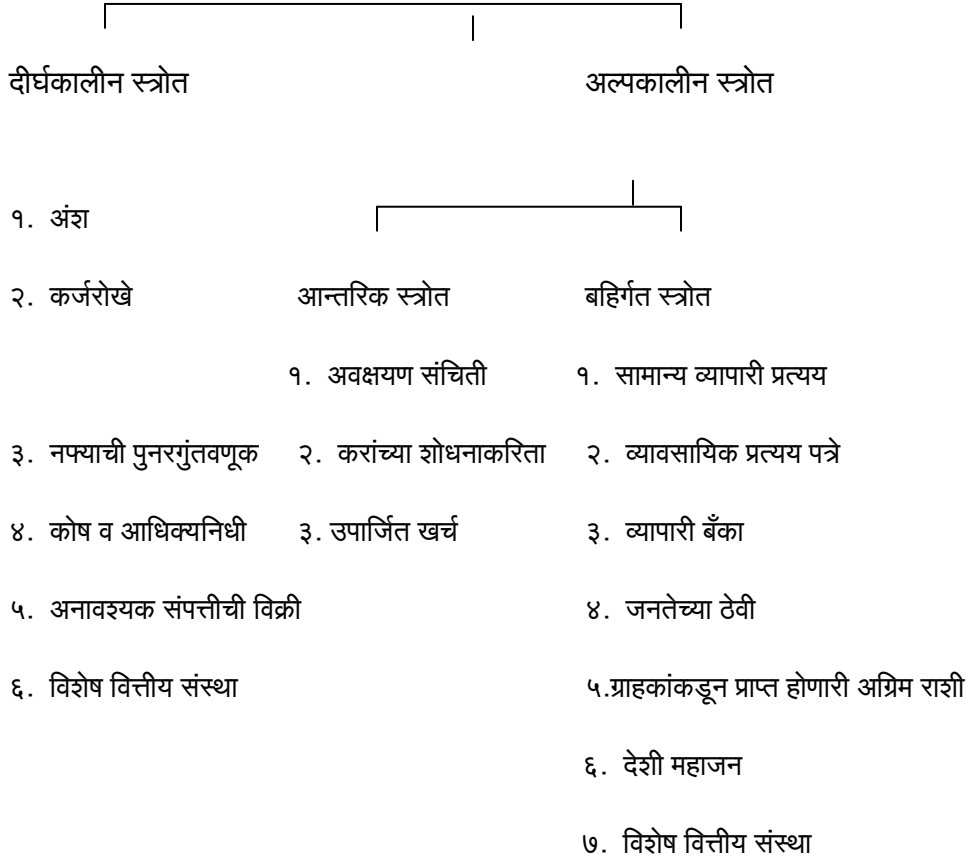 दीर्घकालीन स्त्रोत अल्पकालीन स्त्रोत
१. अंश
२. कर्जरोखे आन्तरिक स्त्रोत बहिर्गत स्त्रोत
१. अवक्षयण संचिती १. सामान्य व्यापारी प्रत्यय
३. नफ्याची पुनरगुंतवणूक २. करांच्या शोधनाकरिता २. व्यावसायिक प्रत्यय पत्रे
४. कोष व आधिक्यनिधी ३. उपार्जित खर्च ३. व्यापारी बँका
५. अनावश्यक संपत्तीची विक्री ४. जनतेच्या ठेवी
६. विशेष वित्तीय संस्था ५.ग्राहकांकडून प्राप्त होणारी अग्रिम राशी
६. देशी महाजन
७. विशेष वित्तीय संस्था